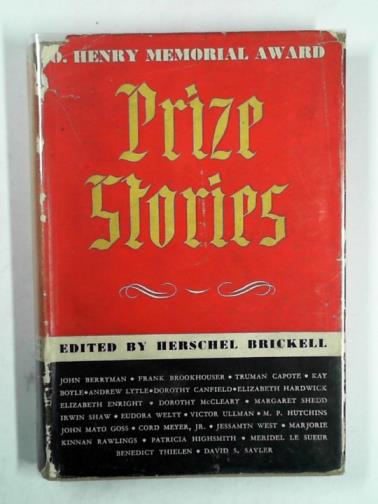 O. HENRY MEMORIAL AWARD
Prize
Stories
EDITED BY HERSCHEL BRICKELL
JOHN BERRYMAN • FRANK BROOKHOUSER • TRUMAN CAPOTE • KAY
BOYLE • ANDREW LYTLE • DOROTHY CANFIELD • ELIZABETH HARDWICK
ELIZABETH ENRIGHT • DOROTHY McCLEARY • MARGARET SHEDD
IRWIN SHAW • EUDORA WELTY • VICTOR ULLMAN • M. P. HUTCHINS
JOHN MATO GOSS • CORD MEYER, JR. • JESSAMYN WEST • MARJORIE
KINNAN RAWLINGS • PATRICIA HIGHSMITH • MERIDEL LE SUEUR
BENEDICT THIELEN • DAVID S. SAVLER